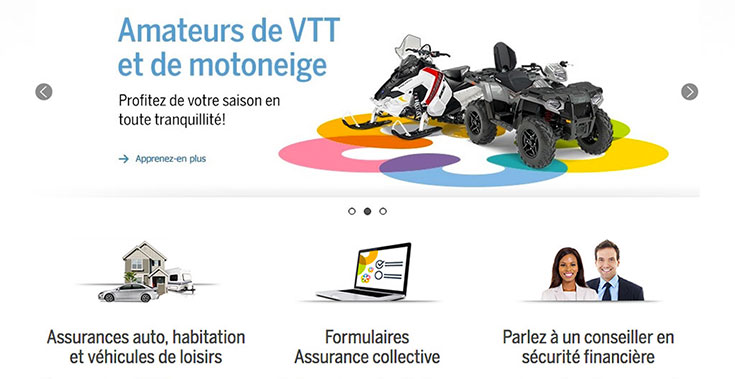 Amateurs de VTT
et de motoneige
Profitez de votre saison en
toute tranquillité!
Apprenez-en plus
Assurances auto, habitation
et véhicules de loisirs
Formulaires
Assurance collective
Parlez à un conseiller en
sécurité financière